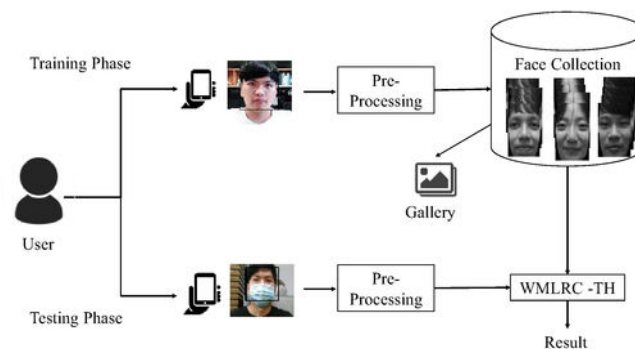 Training Phase
Pre-
Processing
Face Collection
Gallery
User
Testing Phase
Pre-
Processing
WMLRC -TH
Result